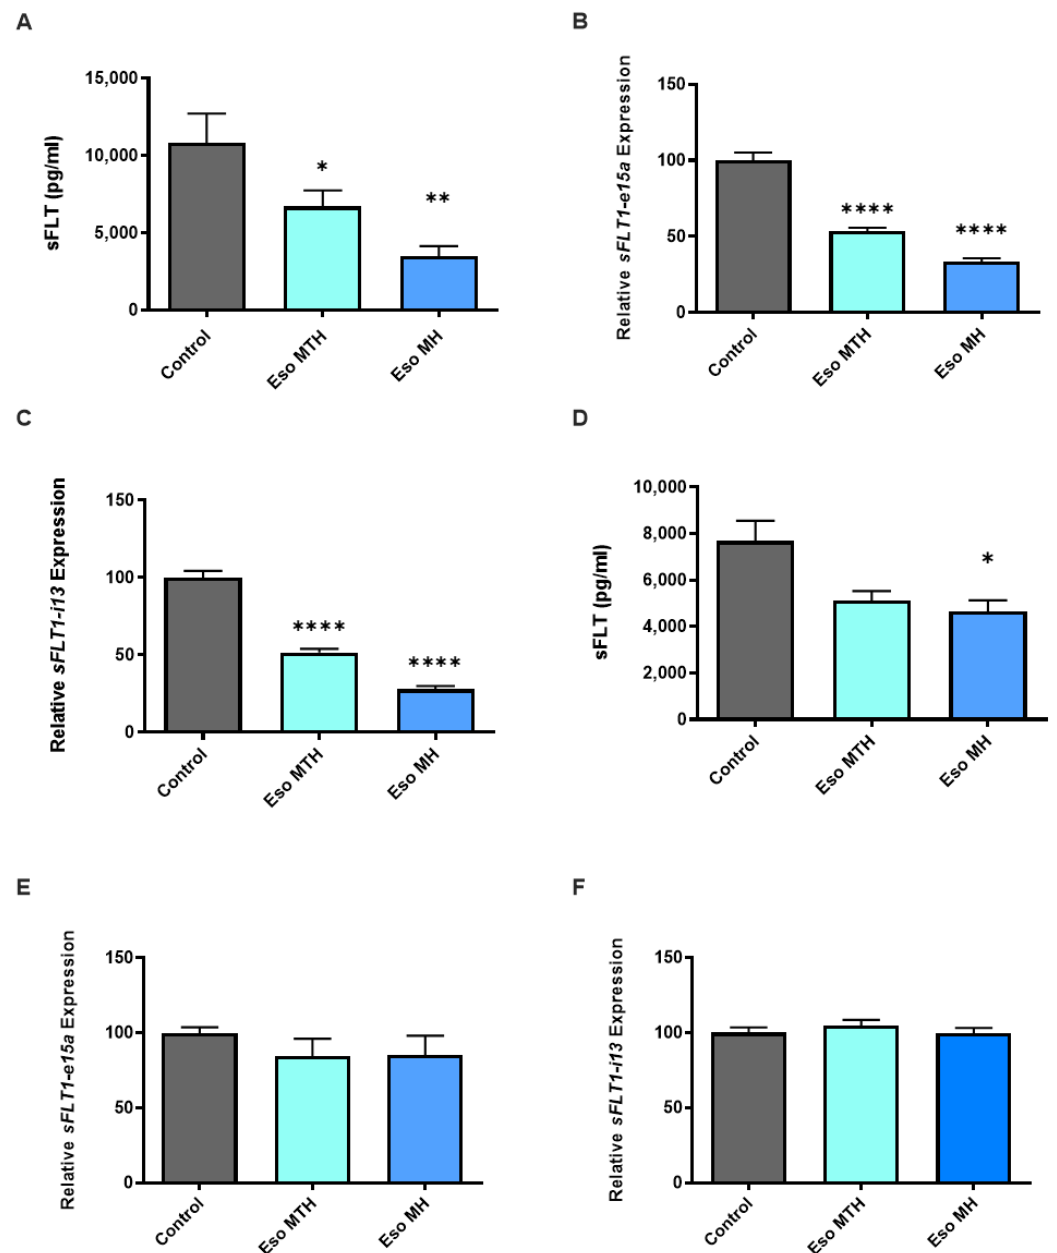 A
sFLT (pg/ml)
15,000
10,000
5,000
0
*
**
Control
Eso MTH
Eso MH
B
Relative sFLT1-e15a Expression
150
100
50
0
****
****
Control
Eso MTH
Eso MH
C
Relative sFLT1-i13 Expression
150
100
50
0
****
****
Control
Eso MTH
Eso MH
D
sFLT (pg/ml)
10,000
8,000
6,000
4,000
2,000
0
*
Control
Eso MTH
Eso MH
E
Relative sFLT1-e15a Expression
150
100
50
0
Control
Eso MTH
Eso MH
F
Relative sFLT1-i13 Expression
150
100
50
0
Control
Eso MTH
Eso MH